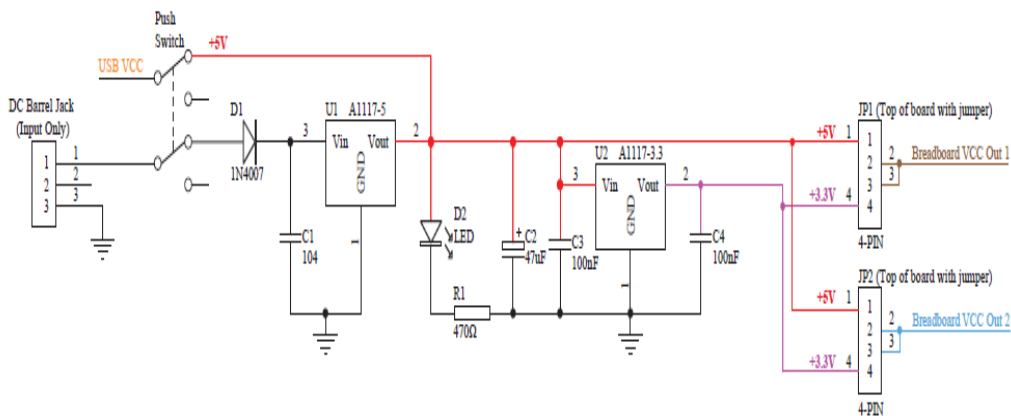 Push
Switch
+5V
USB VCC
DC Barrel Jack
(Input Only)
1
2
3
1
2
3
D1
1N4007
3
U1 A1117-5
Vin Vout
GND
2
1
C1
104
D2
LED
R1
470Ω
+
C2
47uF
C3
100nF
3
U2 A1117-3.3
Vin Vout
GND
2
1
C4
100nF
JP1 (Top of board with jumper)
+5V 1
1
2
3
4
2
3
+3.3V 4
Breadboard VCC Out 1
4-PIN
JP2 (Top of board with jumper)
+5V 1
1
2
3
4
2
3
+3.3V 4
Breadboard VCC Out 2
4-PIN